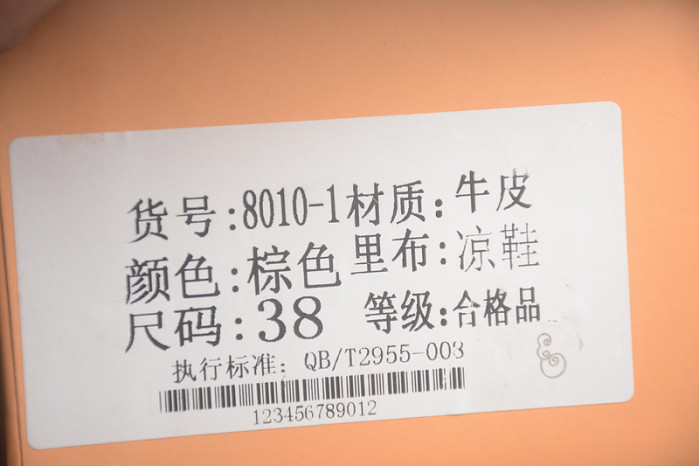 货号:8010-1 材质:牛皮
颜色:棕色 里布:凉鞋
尺码:38 等级:合格品
执行标准: QB/T2955-003
123456789012